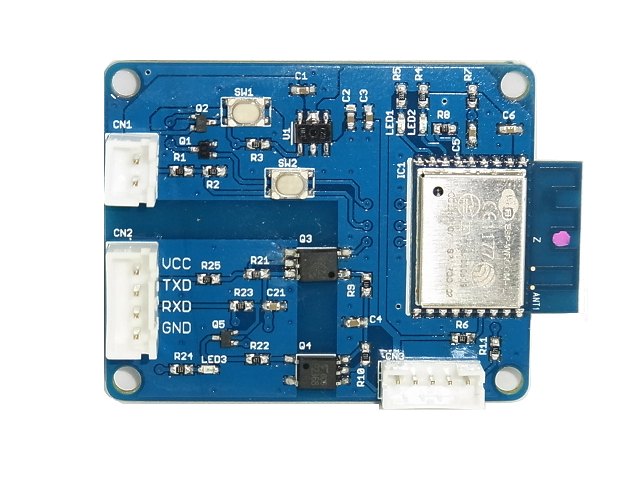 C1
R5
R4
R7
SW1
C2
C3
Q2
CN1
U1
LED1
LED2
R8
C6
Q1
R1
R2
R3
C5
SW2
IC1
CN2
Q3
VCC
TXD
RXD
GND
R25
R21
R23
C21
R9
C4
Q5
R24
LED3
R22
Q4
R10
CN3
R6
R11
Z
ANT1